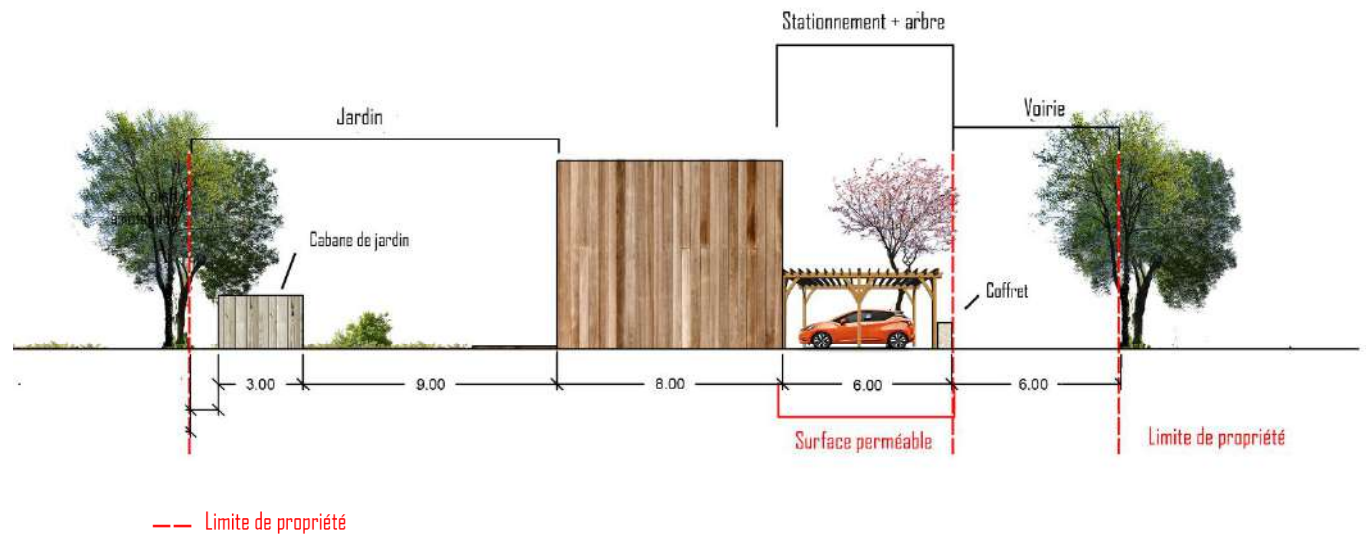 Stationnement + arbre
Voirie
Jardin
Cabane de jardin
Coffret
3.00
9.00
8.00
6.00
6.00
Surface perméable
Limite de propriété
Limite de propriété